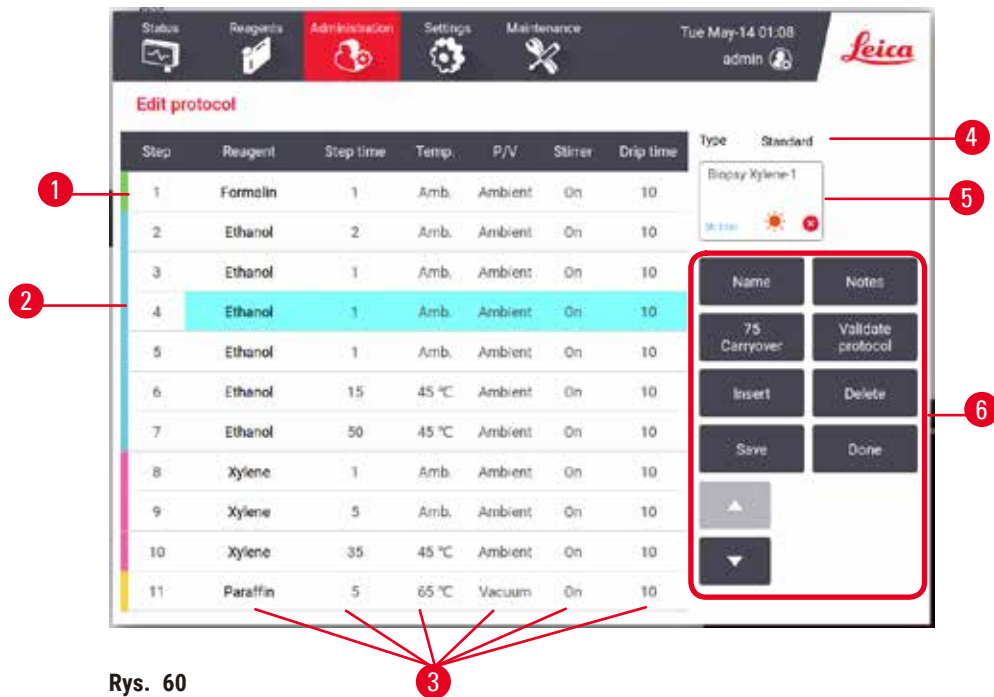 Status Reagents Administration Settings Maintenance Tue May-14 01:08
admin
Leica
Edit protocol
Step Reagent Step time Temp. P/V Stirrer Drip time
1 Formalin 1 Amb. Ambient On 10
2 Ethanol 2 Amb. Ambient On 10
3 Ethanol 1 Amb. Ambient On 10
4 Ethanol 1 Amb. Ambient On 10
5 Ethanol 1 Amb. Ambient On 10
6 Ethanol 15 45 °C Ambient On 10
7 Ethanol 50 45 °C Ambient On 10
8 Xylene 1 Amb. Ambient On 10
9 Xylene 5 Amb. Ambient On 10
10 Xylene 35 45 °C Ambient On 10
11 Paraffin 5 65 °C Vacuum On 10
Type Standard
Biopsy Xylene-1
Name Notes
75
Carryover
Validate
protocol
Insert Delete
Save Done
1
2
3
4
5
6
Rys. 60